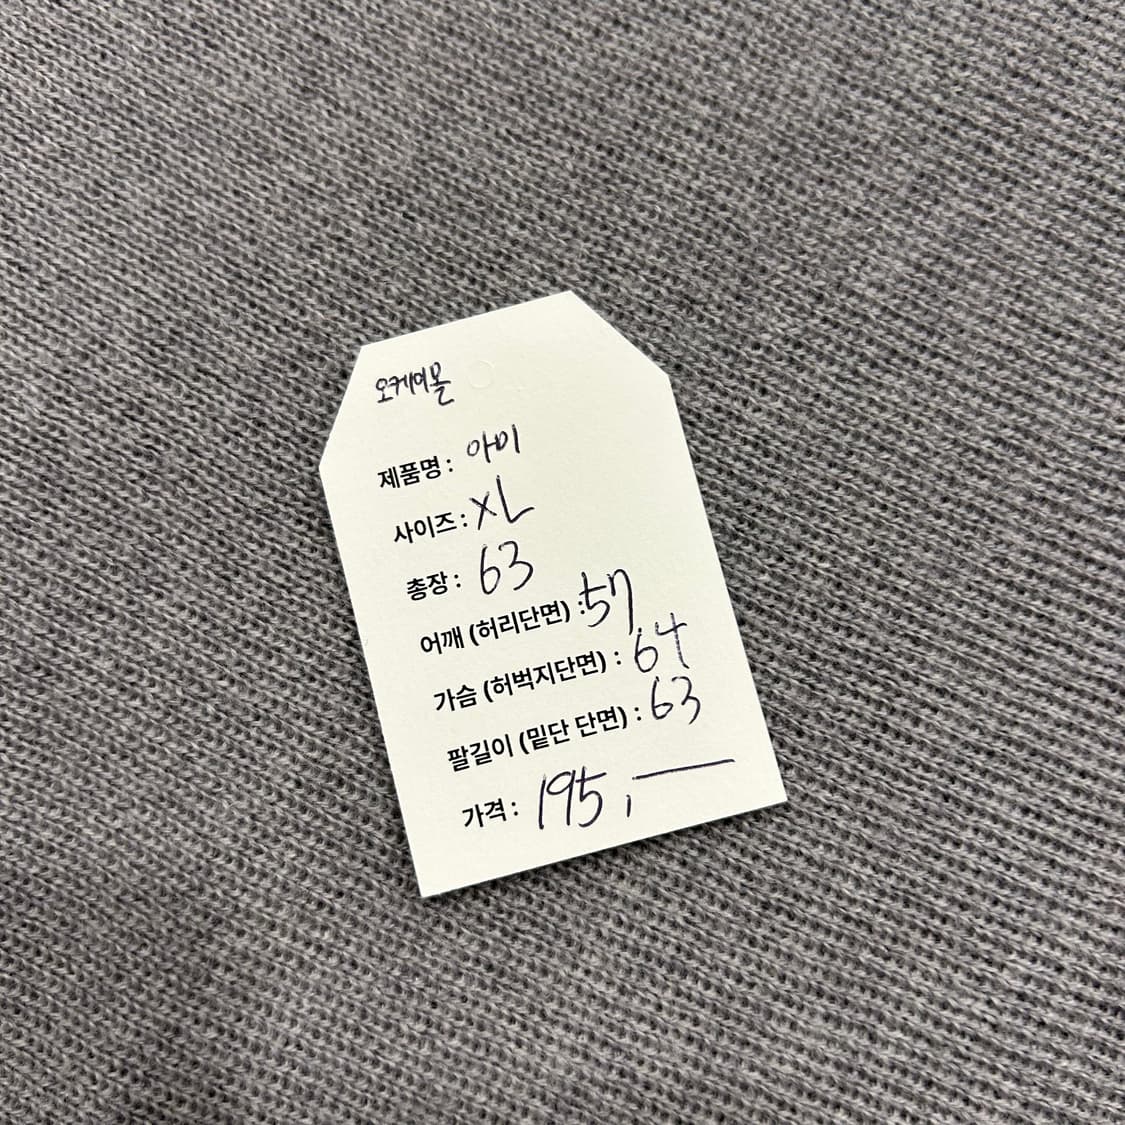 오케이몰
제품명 : 아미
사이즈 : XL
총장 : 63
어깨 (허리단면) : 57
가슴 (허벅지단면) : 64
팔길이 (밑단 단면) : 63
가격 : 195,—